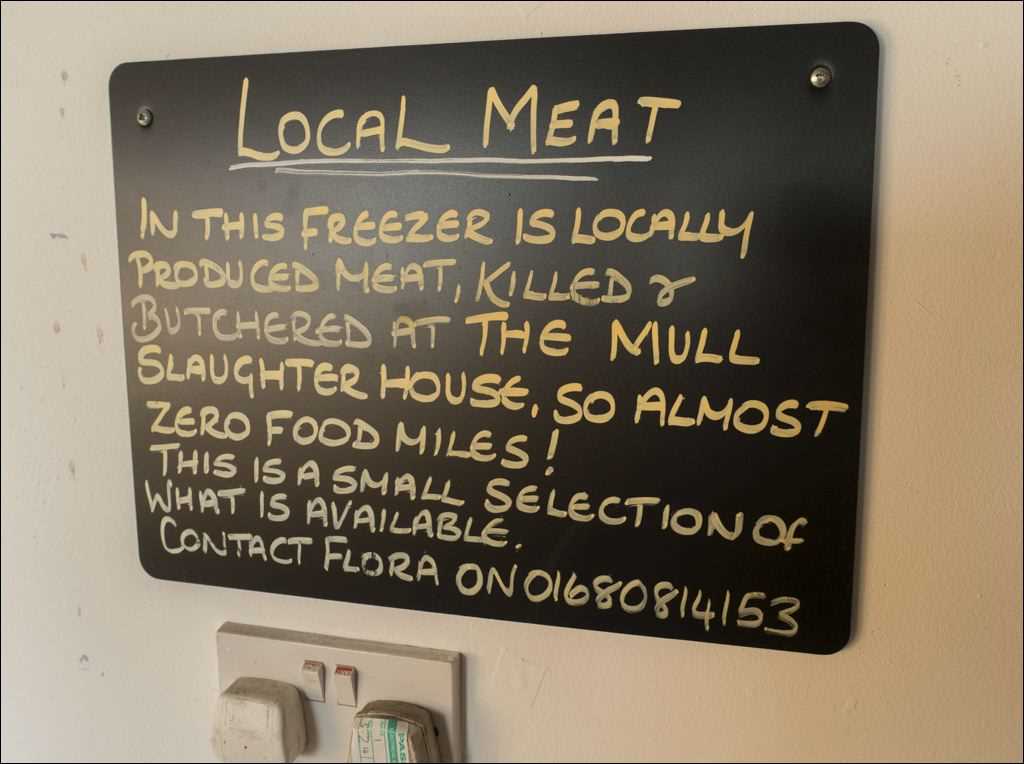 LOCAL MEAT
IN THIS FREEZER IS LOCALLY
PRODUCED MEAT, KILLED &
BUTCHERED AT THE MULL
SLAUGHTER HOUSE. SO ALMOST
ZERO FOOD MILES!
THIS IS A SMALL SELECTION OF
WHAT IS AVAILABLE.
CONTACT FLORA ON 01680814153